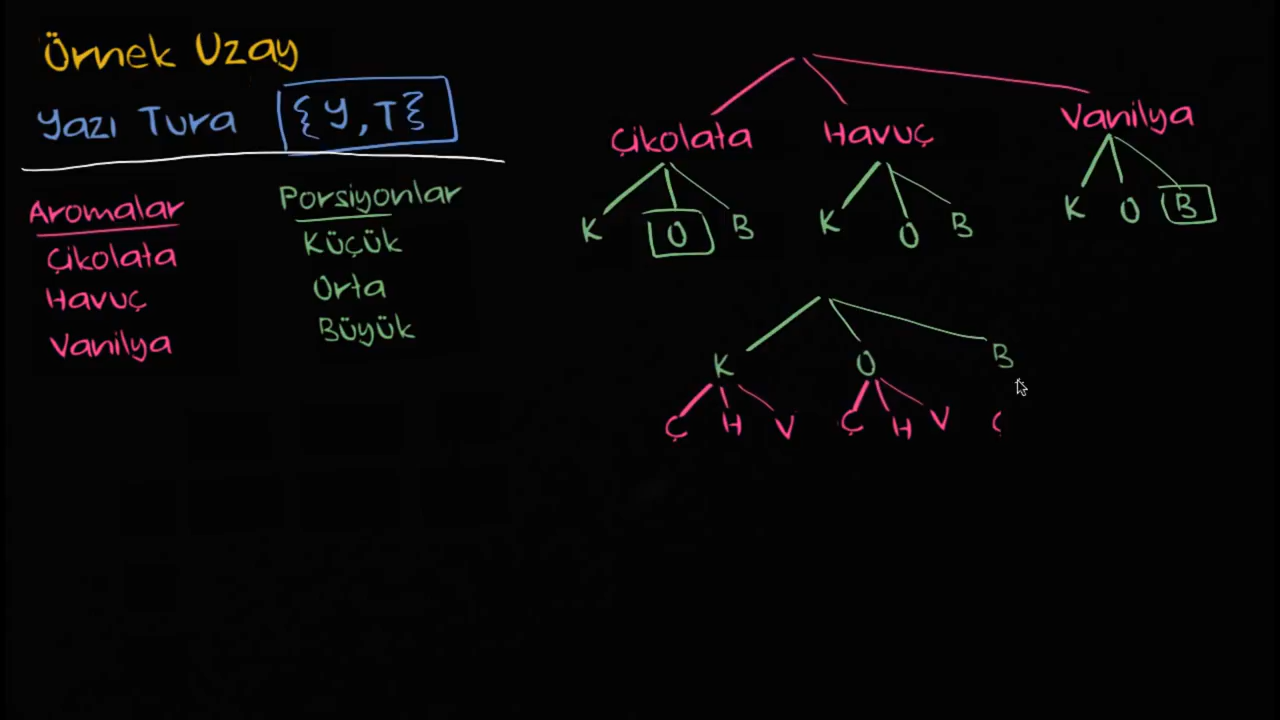 Örnek Uzay
Yazı Tura {Y, T}
Aromalar Porsiyonlar
Çikolata Küçük
Havuç Orta
Vanilya Büyük
Çikolata Havuç Vanilya
K O B K O B K O B
K O B
Ç H V Ç H V Ç